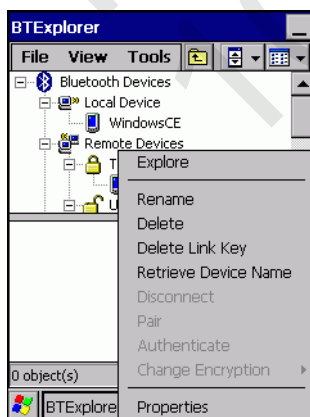 BTExplorer
File View Tools
Bluetooth Devices
Local Device
WindowsCE
Remote Devices
T
U
Explore
Rename
Delete
Delete Link Key
Retrieve Device Name
Disconnect
Pair
Authenticate
Change Encryption
Properties
0 object(s)
BTExplore